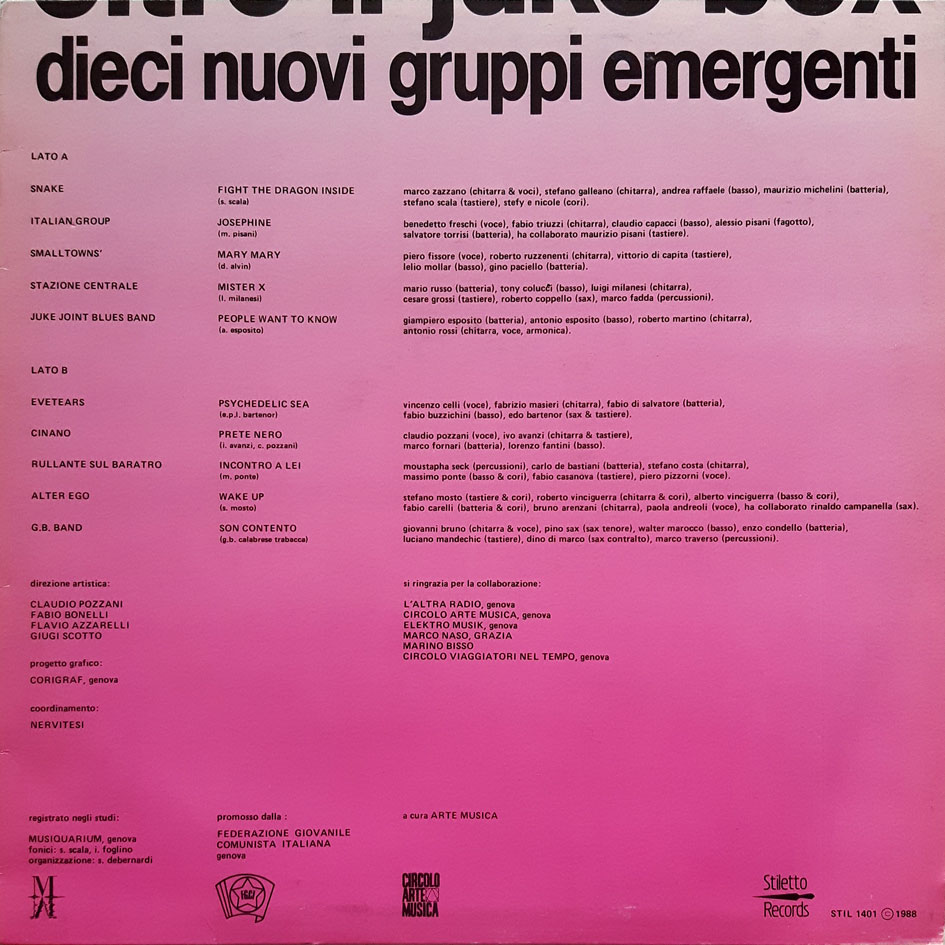 oltre il juke box
dieci nuovi gruppi emergenti
LATO A
SNAKE FIGHT THE DRAGON INSIDE marco zazzano (chitarra & voci), stefano galleano (chitarra), andrea raffaele (basso), maurizio michelini (batteria),
(s. scala) stefano scala (tastiere), stefy e nicole (cori).
ITALIAN GROUP JOSEPHINE benedetto freschi (voce), fabio triuzzi (chitarra), claudio capacci (basso), alessio pisani (fagotto),
(m. pisani) salvatore torrisi (batteria), ha collaborato maurizio pisani (tastiere).
SMALLTOWNS' MARY MARY piero fissore (voce), roberto ruzzenenti (chitarra), vittorio di capita (tastiere),
(d. alvin) lelio mollar (basso), gino paciello (batteria).
STAZIONE CENTRALE MISTER X mario russo (batteria), tony colucci (basso), luigi milanesi (chitarra),
(l. milanesi) cesare grossi (tastiere), roberto coppello (sax), marco fadda (percussioni).
JUKE JOINT BLUES BAND PEOPLE WANT TO KNOW giampiero esposito (batteria), antonio esposito (basso), roberto martino (chitarra),
(a. esposito) antonio rossi (chitarra, voce, armonica).
LATO B
EVETEARS PSYCHEDELIC SEA vincenzo celli (voce), fabrizio masieri (chitarra), fabio di salvatore (batteria),
(e.p.l. bartenor) fabio buzzichini (basso), edo bartenor (sax & tastiere).
CINANO PRETE NERO claudio pozzani (voce), ivo avanzi (chitarra & tastiere),
(i. avanzi, c. pozzani) marco fornari (batteria), lorenzo fantini (basso).
RULLANTE SUL BARATRO INCONTRO A LEI moustapha seck (percussioni), carlo de bastiani (batteria), stefano costa (chitarra),
(m. ponte) massimo ponte (basso & cori), fabio casanova (tastiere), piero pizzorni (voce).
ALTER EGO WAKE UP stefano mosto (tastiere & cori), roberto vinciguerra (chitarra & cori), alberto vinciguerra (basso & cori),
(s. mosto) fabio carelli (batteria & cori), bruno arenzani (chitarra), paola andreoli (voce), ha collaborato rinaldo campanella (sax).
G.B. BAND SON CONTENTO giovanni bruno (chitarra & voce), pino sax (sax tenore), walter marocco (basso), enzo condello (batteria),
(g.b. calabrese trabacca) luciano mandechic (tastiere), dino di marco (sax contralto), marco traverso (percussioni).
direzione artistica:
CLAUDIO POZZANI
FABIO BONELLI
FLAVIO AZZARELLI
GIUGI SCOTTO
progetto grafico:
CORIGRAF, genova
coordinamento:
NERVITESI
si ringrazia per la collaborazione:
L'ALTRA RADIO, genova
CIRCOLO ARTE MUSICA, genova
ELEKTRO MUSIK, genova
MARCO NASO, GRAZIA
MARINO BISSO
CIRCOLO VIAGGIATORI NEL TEMPO, genova
registrato negli studi:
MUSIQUARIUM, genova
fonici: s. scala, i. foglino
organizzazione: s. debernardi
promosso dalla :
FEDERAZIONE GIOVANILE
COMUNISTA ITALIANA
genova
a cura ARTE MUSICA
M
FGCI
CIRCOLO
ARTE
MUSICA
Stiletto
Records
STIL 1401 © 1988